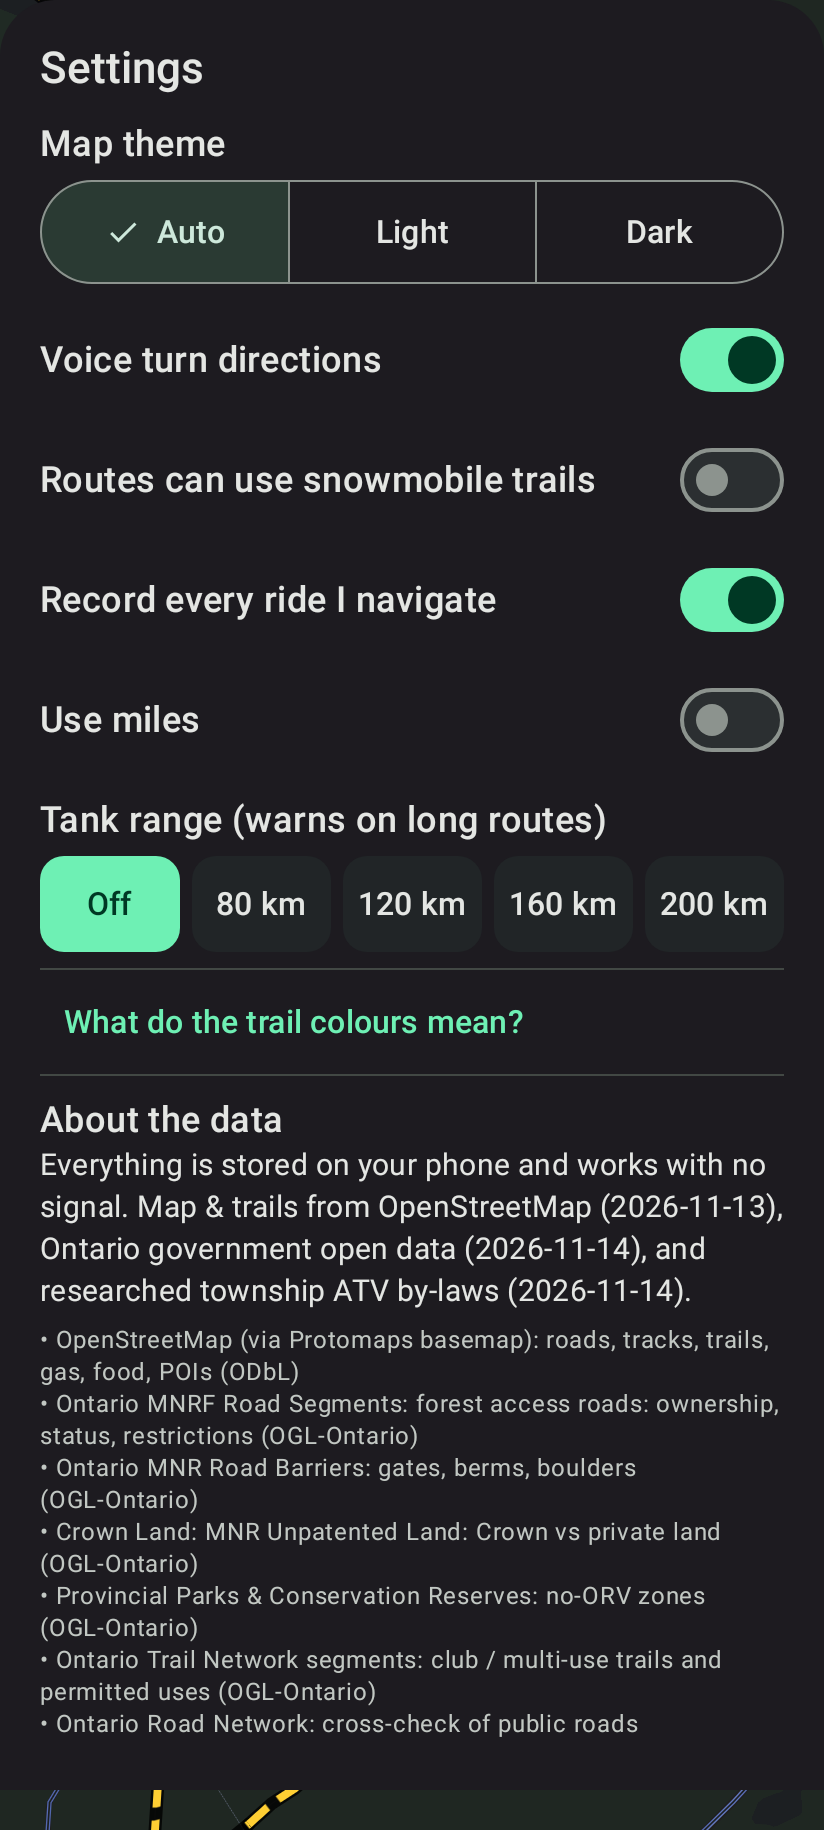 Settings
Map theme
Auto
Light
Dark
Voice turn directions
Routes can use snowmobile trails
Record every ride I navigate
Use miles
Tank range (warns on long routes)
Off
80 km
120 km
160 km
200 km
What do the trail colours mean?
About the data
Everything is stored on your phone and works with no
signal. Map & trails from OpenStreetMap (2026-11-13),
Ontario government open data (2026-11-14), and
researched township ATV by-laws (2026-11-14).
• OpenStreetMap (via Protomaps basemap): roads, tracks, trails,
gas, food, POIs (ODbL)
• Ontario MNRF Road Segments: forest access roads: ownership,
status, restrictions (OGL-Ontario)
• Ontario MNR Road Barriers: gates, berms, boulders
(OGL-Ontario)
• Crown Land: MNR Unpatented Land: Crown vs private land
(OGL-Ontario)
• Provincial Parks & Conservation Reserves: no-ORV zones
(OGL-Ontario)
• Ontario Trail Network segments: club / multi-use trails and
permitted uses (OGL-Ontario)
• Ontario Road Network: cross-check of public roads